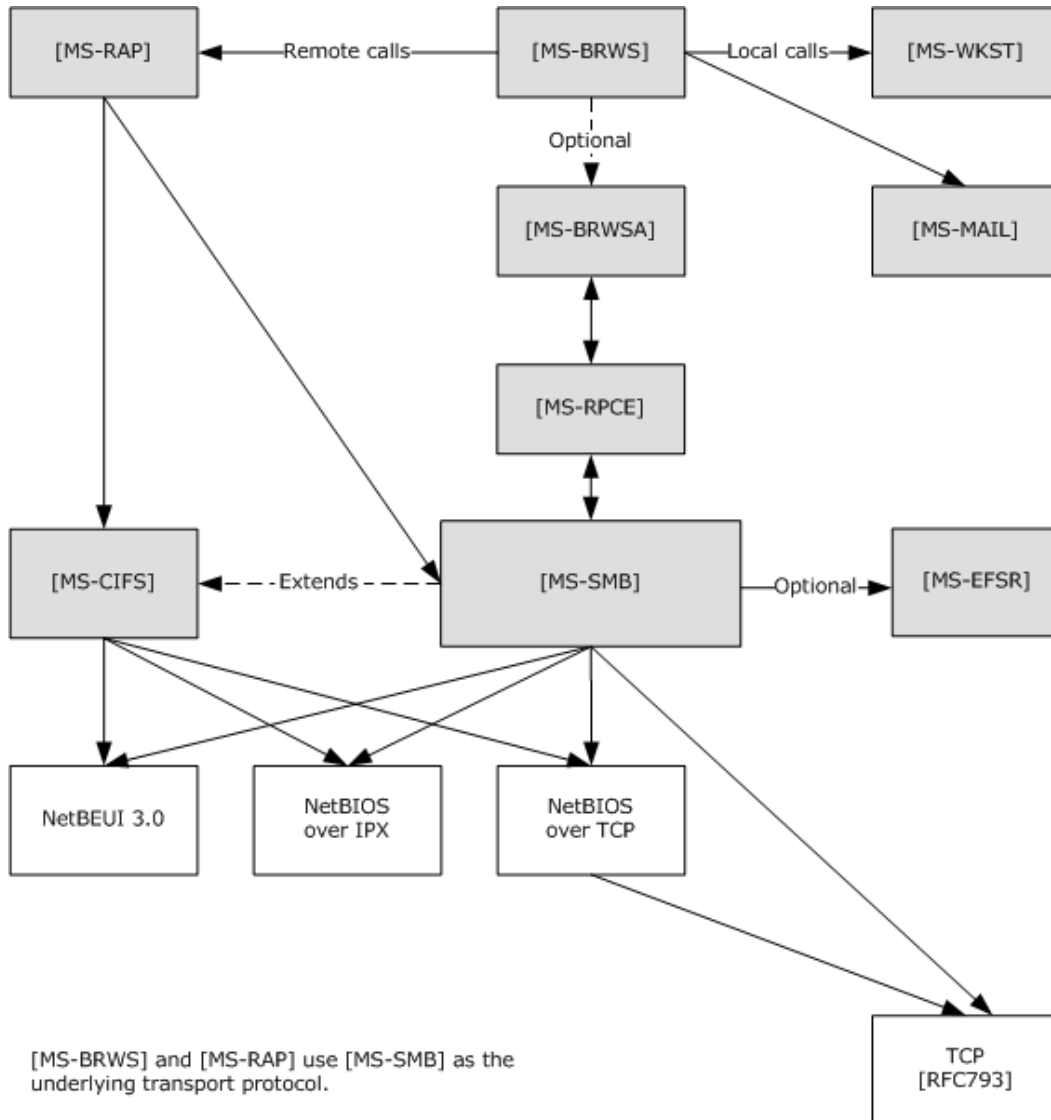 [MS-RAP]
Remote calls
[MS-BRWS]
Local calls
[MS-WKST]
Optional
[MS-BRWSA]
[MS-MAIL]
[MS-RPCE]
[MS-CIFS]
Extends
[MS-SMB]
Optional
[MS-EFSR]
NetBEUI 3.0
NetBIOS
over IPX
NetBIOS
over TCP
[MS-BRWS] and [MS-RAP] use [MS-SMB] as the
underlying transport protocol.
TCP
[RFC793]